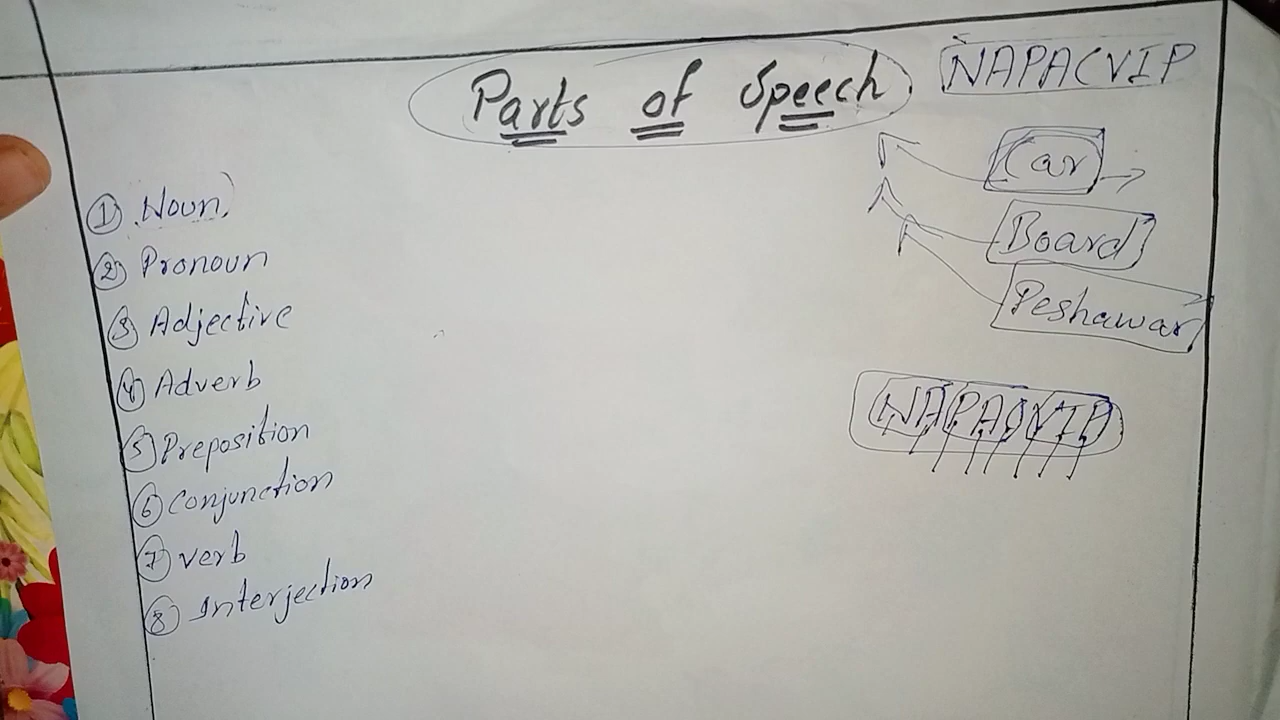 Parts of Speech
NAPACVIP
Car
Board
Peshawar
NAPACVIP
1 Noun
2 Pronoun
3 Adjective
4 Adverb
5 Preposition
6 Conjunction
7 verb
8 Interjection